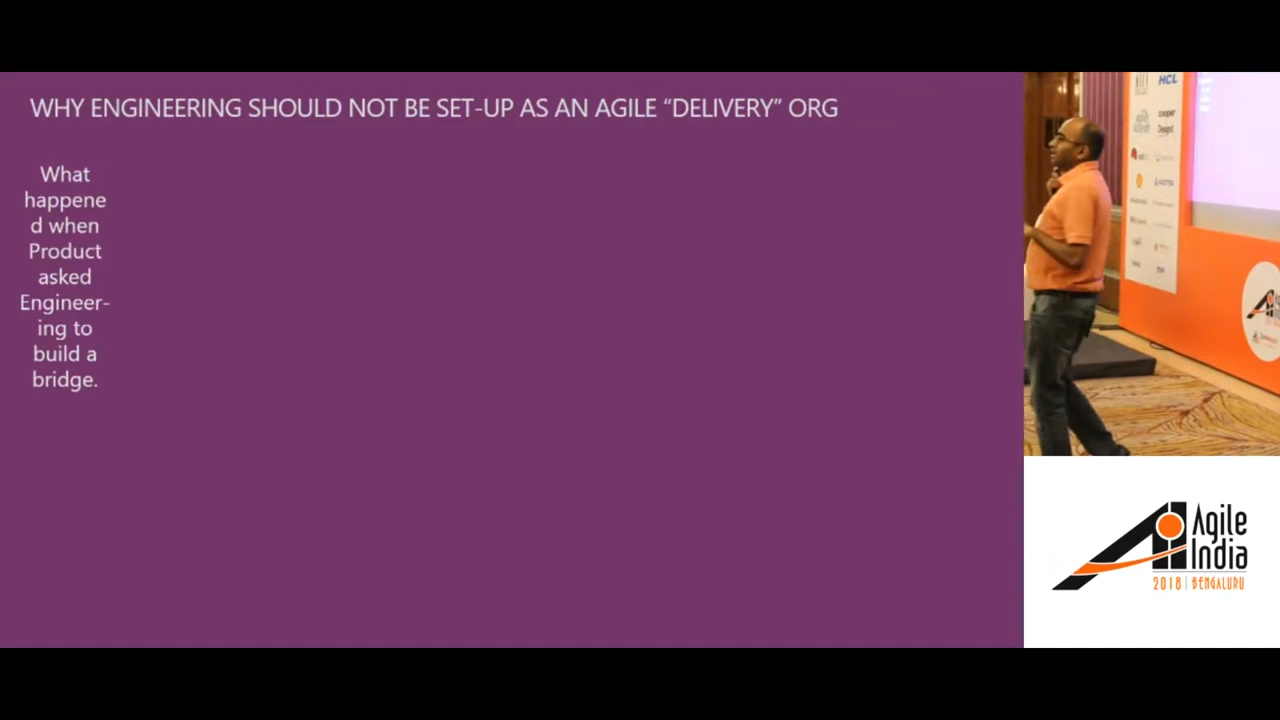 WHY ENGINEERING SHOULD NOT BE SET-UP AS AN AGILE “DELIVERY” ORG
What
happene
d when
Product
asked
Engineer-
ing to
build a
bridge.
HCL
Agile
India
2018 | BENGALURU